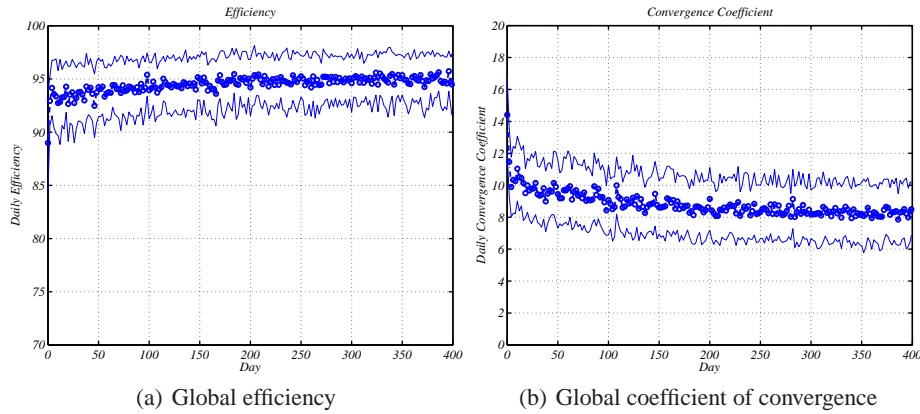 Efficiency
100
95
90
85
80
75
70
0 50 100 150 200 250 300 350 400
Day
Daily Efficiency
(a) Global efficiency
Convergence Coefficient
20
18
16
14
12
10
8
6
4
2
0
0 50 100 150 200 250 300 350 400
Day
Daily Convergence Coefficient
(b) Global coefficient of convergence